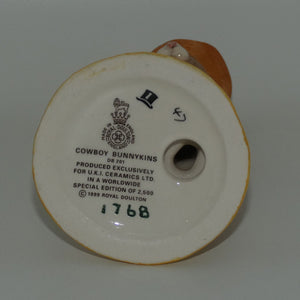 COWBOY BUNNYKINS
DB 201
PRODUCED EXCLUSIVELY
FOR U.K.I. CERAMICS LTD
IN A WORLDWIDE
SPECIAL EDITION OF 2,500
© 1999 ROYAL DOULTON
1768